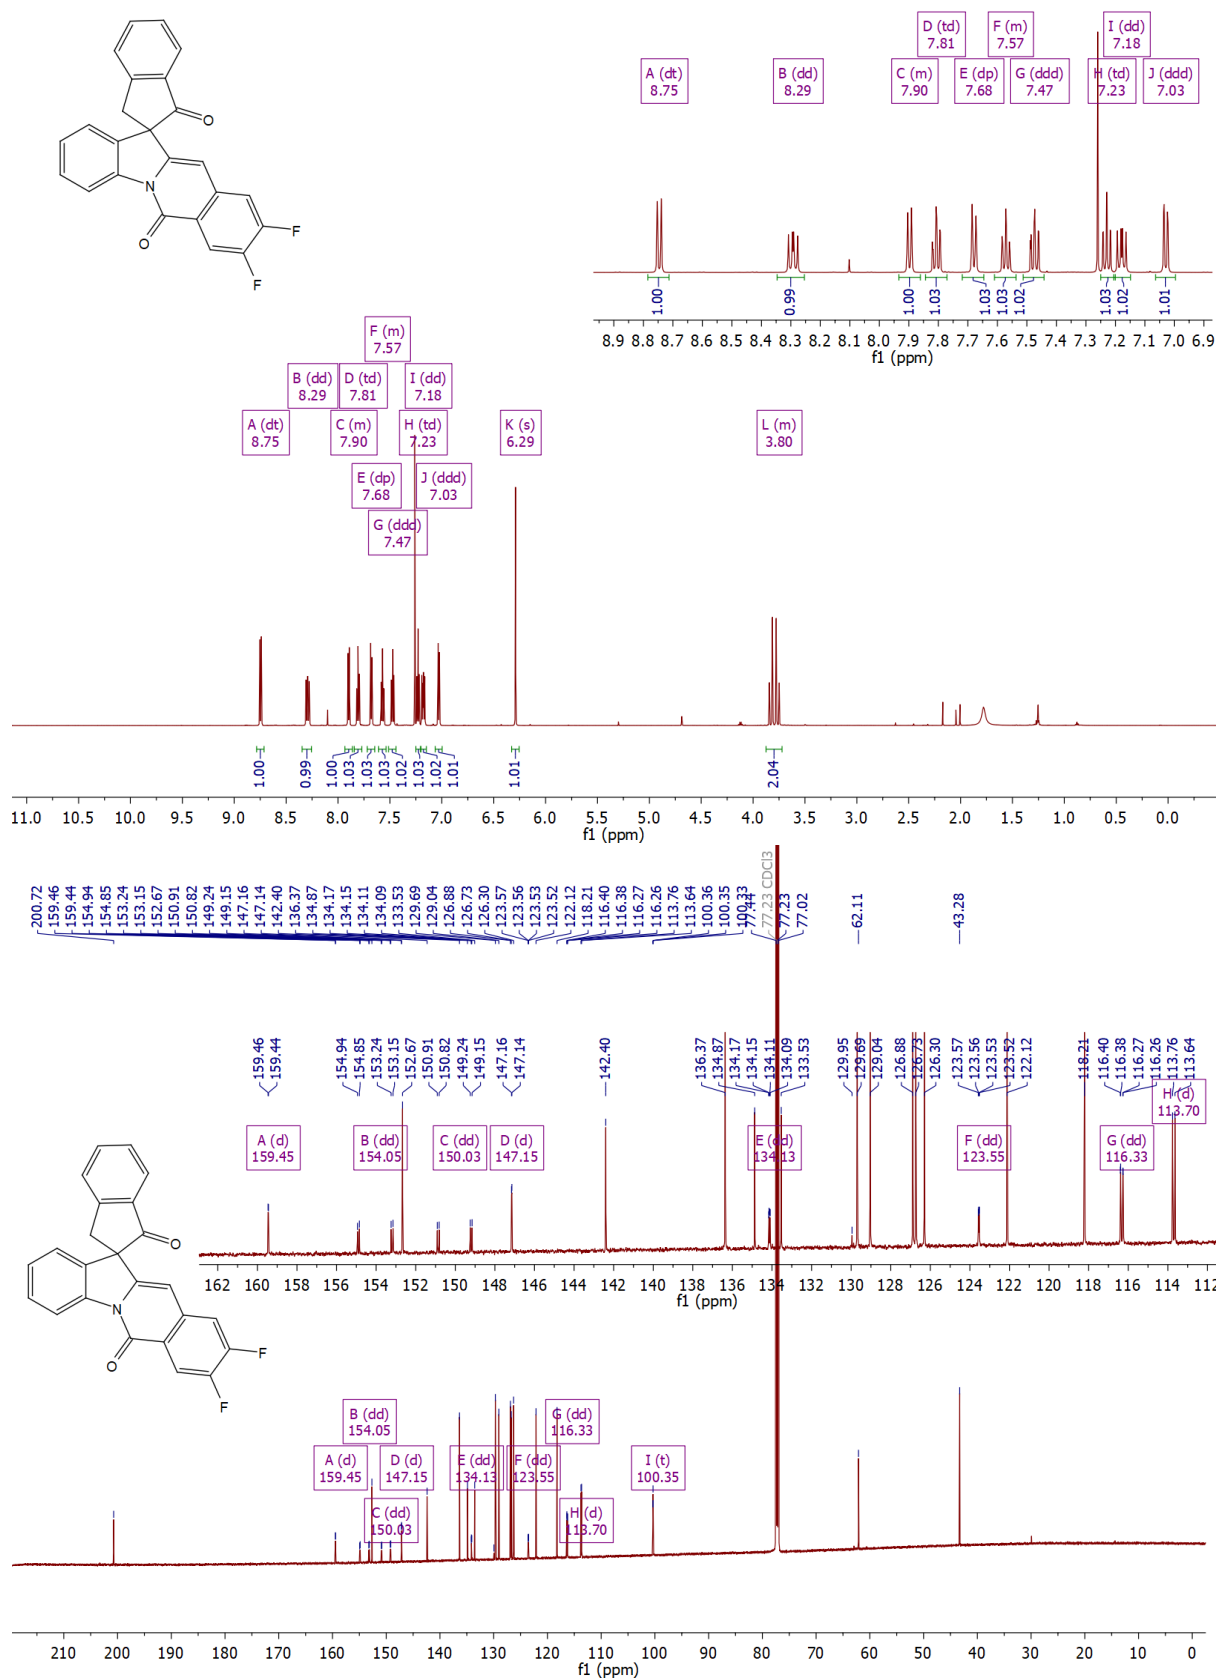 O
N
O
F
F
D (td)
7.81
F (m)
7.57
I (dd)
7.18
A (dt)
8.75
B (dd)
8.29
C (m)
7.90
E (dp)
7.68
G (ddd)
7.47
H (td)
7.23
J (ddd)
7.03
1.00
0.99
1.00
1.03
1.03
1.03
1.02
1.03
1.02
1.01
8.9 8.8 8.7 8.6 8.5 8.4 8.3 8.2 8.1 8.0 7.9 7.8 7.7 7.6 7.5 7.4 7.3 7.2 7.1 7.0 6.9
f1 (ppm)
F (m)
7.57
B (dd)
8.29
D (td)
7.81
I (dd)
7.18
A (dt)
8.75
C (m)
7.90
H (td)
7.23
K (s)
6.29
L (m)
3.80
E (dp)
7.68
J (ddd)
7.03
G (ddd)
7.47
1.00
0.99
1.00
1.03
1.03
1.03
1.02
1.03
1.02
1.01
1.01
2.04
11.0 10.5 10.0 9.5 9.0 8.5 8.0 7.5 7.0 6.5 6.0 5.5 5.0 4.5 4.0 3.5 3.0 2.5 2.0 1.5 1.0 0.5 0.0
f1 (ppm)
200.72
159.46
159.44
154.94
154.85
153.24
153.15
152.67
150.91
150.82
149.24
149.15
147.16
147.14
142.40
136.37
134.87
134.17
134.15
134.11
134.09
133.53
129.69
129.04
126.88
126.73
126.30
123.57
123.56
123.53
123.52
122.12
118.21
116.40
116.38
116.27
116.26
113.76
113.64
100.36
100.35
100.33
77.44
77.23 CDCl3
77.23
77.02
62.11
43.28
159.46
159.44
154.94
154.85
153.24
153.15
152.67
150.91
150.82
149.24
149.15
147.16
147.14
142.40
136.37
134.87
134.17
134.15
134.11
134.09
133.53
129.95
129.69
129.04
126.88
126.73
126.30
123.57
123.56
123.53
123.52
122.12
118.21
116.40
116.38
116.27
116.26
113.76
113.64
A (d)
159.45
B (dd)
154.05
C (dd)
150.03
D (d)
147.15
E (dd)
134.13
F (dd)
123.55
G (dd)
116.33
H (d)
113.70
162 160 158 156 154 152 150 148 146 144 142 140 138 136 134 132 130 128 126 124 122 120 118 116 114 112
f1 (ppm)
O
N
O
F
F
B (dd)
154.05
G (dd)
116.33
A (d)
159.45
D (d)
147.15
E (dd)
134.13
F (dd)
123.55
I (t)
100.35
C (dd)
150.03
H (d)
113.70
210 200 190 180 170 160 150 140 130 120 110 100 90 80 70 60 50 40 30 20 10 0
f1 (ppm)